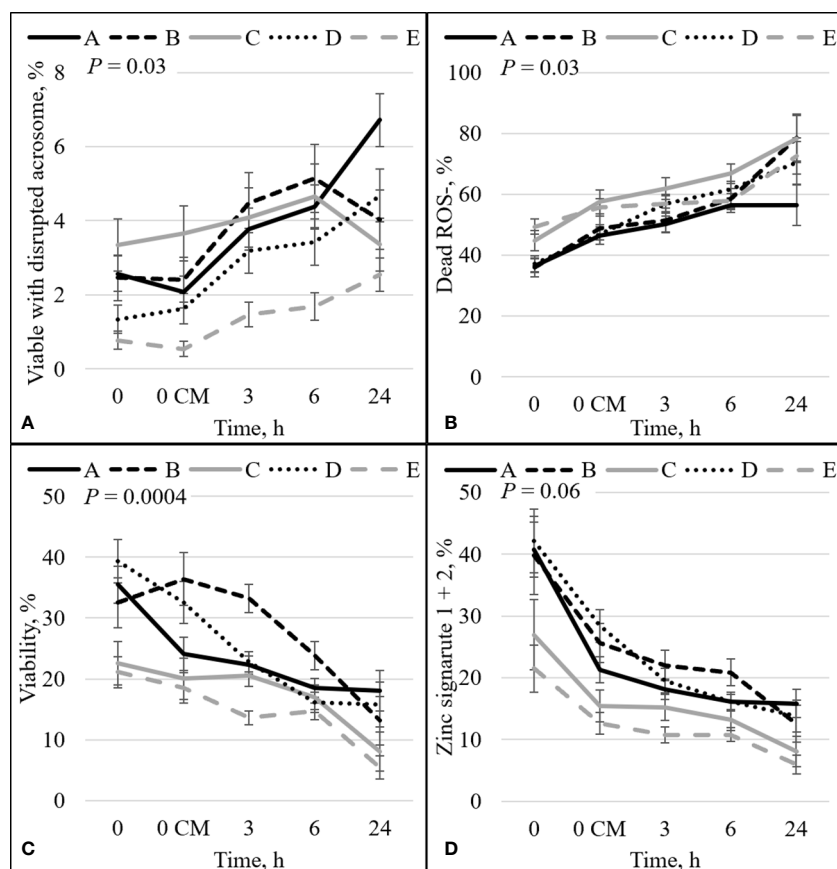 A B C D E
P = 0.03
Viable with disrupted acrosome, %
8
6
4
2
0
0 0 CM 3 6 24
Time, h
A
A B C D E
P = 0.03
Dead ROS-, %
100
80
60
40
20
0
0 0 CM 3 6 24
Time, h
B
A B C D E
P = 0.0004
Viability, %
50
40
30
20
10
0
0 0 CM 3 6 24
Time, h
C
A B C D E
P = 0.06
Zinc signarute 1 + 2, %
50
40
30
20
10
0
0 0 CM 3 6 24
Time, h
D